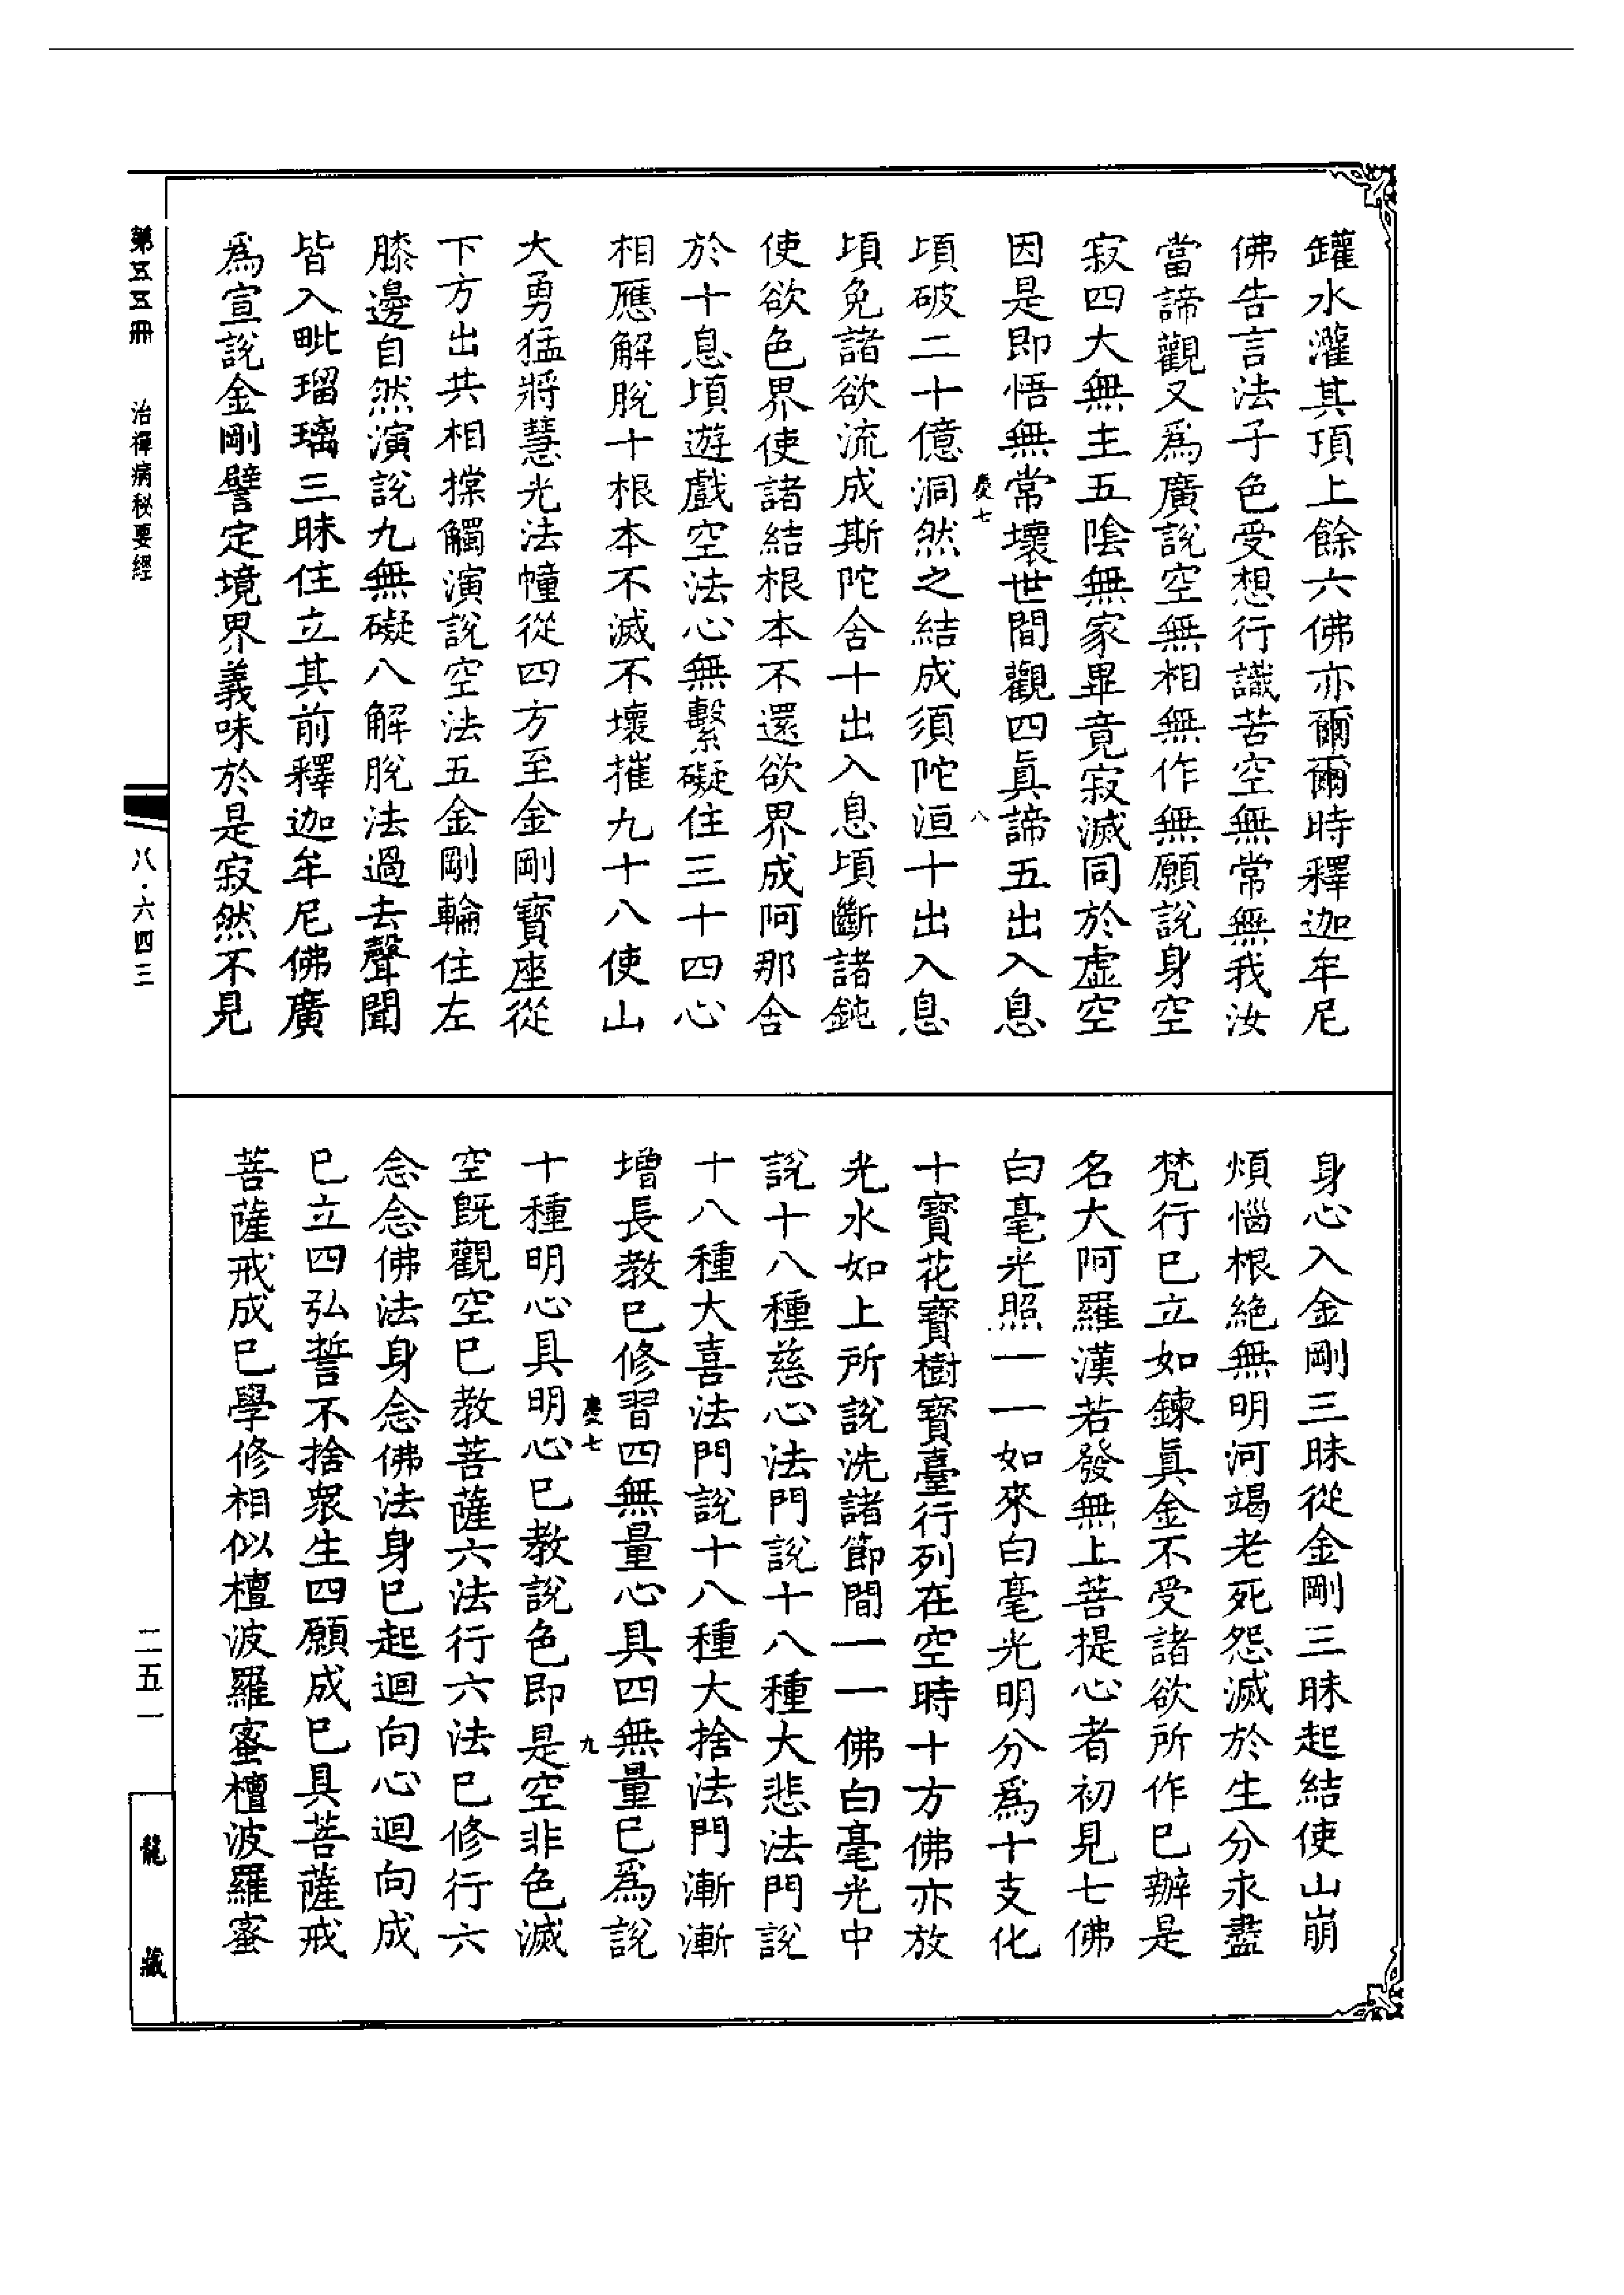 罐水灌其頂上餘六佛亦爾爾時釋迦牟尼
佛告言法子色受想行識苦空無常無我汝
當諦觀又爲廣說空無相無作無願說身空
寂四大無主五陰無家畢竟寂滅同於虛空
因是即悟無常壞世間觀四眞諦五出入息
慶七
八
頃破二十億洞然之結成須陀洹十出入息
頃免諸欲流成斯陀含十出入息頃斷諸鈍
使欲色界使諸結根本不還欲界成阿那含
於十息頃遊戲空法心無繫礙住三十四心
相應解脫十根本不滅不壞摧九十八使山
大勇猛將慧光法幢從四方至金剛寶座從
下方出共相㨪觸演說空法五金剛輪住左
膝邊自然演說九無礙八解脫法過去聲聞
皆入毗瑠璃三昧住立其前釋迦牟尼佛廣
爲宣說金剛譬定境界義味於是寂然不見
身心入金剛三昧從金剛三昧起結使山崩
煩惱根絶無明河竭老死怨滅於生分永盡
梵行已立如鍊眞金不受諸欲所作已辦是
名大阿羅漢若發無上菩提心者初見七佛
白毫光照一一如來白毫光明分爲十支化
十寶花寶樹寶臺行列在空時十方佛亦放
光水如上所說洗諸節間一一佛白毫光中
說十八種慈心法門說十八種大悲法門說
十八種大喜法門說十八種大捨法門漸漸
增長教已修習四無量心具四無量已爲說
慶七
九
十種明心具明心已教說色即是空非色滅
空既觀空已教菩薩六法行六法已修行六
念念佛法身念佛法身已起迴向心迴向成
已立四弘誓不捨衆生四願成已具菩薩戒
菩薩戒成已學修相似檀波羅蜜檀波羅蜜
第五五冊
治禪病秘要經
八·六四三
二五一
龍藏